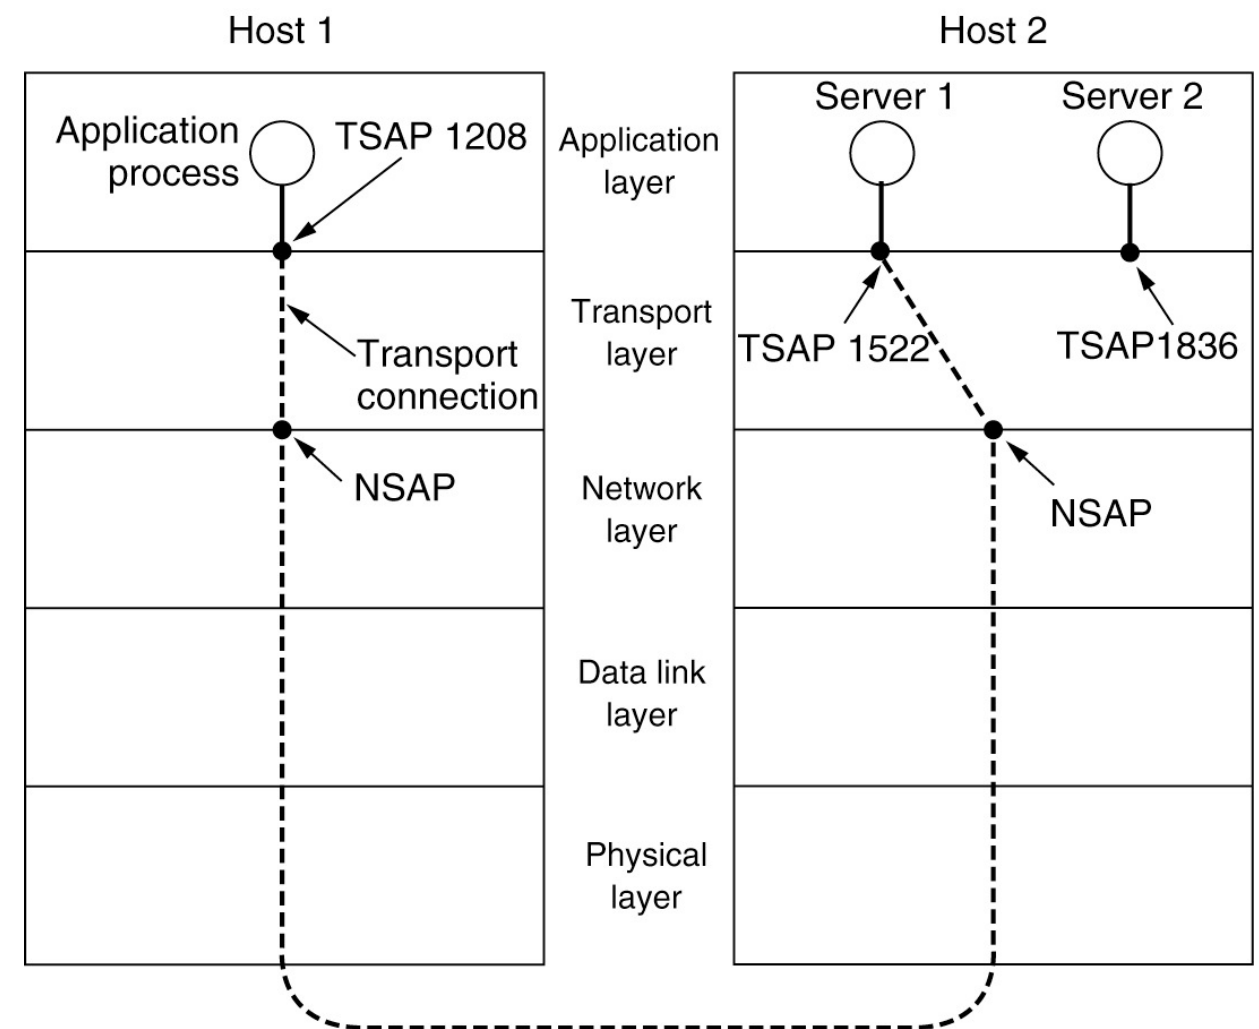 Host 1
Host 2
Application
process
TSAP 1208
Application
layer
Server 1
Server 2
Transport
connection
Transport
layer
TSAP 1522
TSAP1836
NSAP
Network
layer
NSAP
Data link
layer
Physical
layer